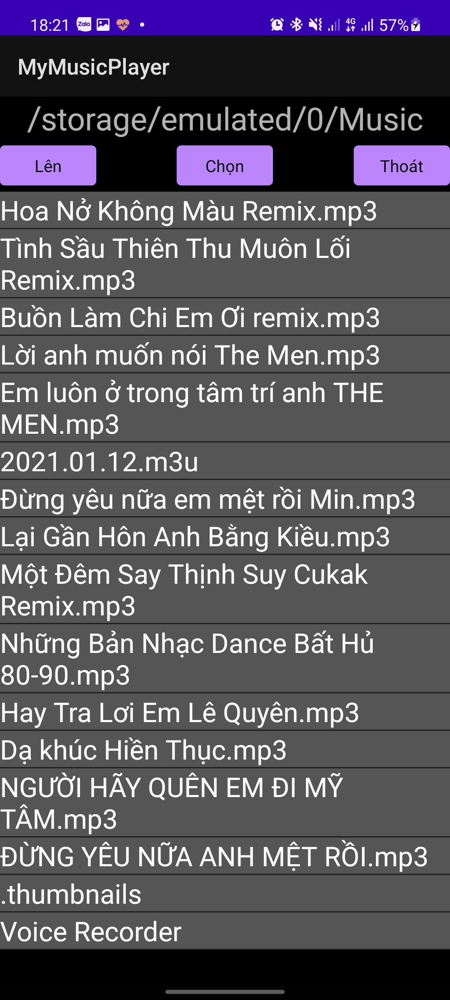 18:21 Zalo 4G 57%
MyMusicPlayer
/storage/emulated/0/Music
Lên Chọn Thoát
Hoa Nở Không Màu Remix.mp3
Tình Sầu Thiên Thu Muôn Lối
Remix.mp3
Buồn Làm Chi Em Ơi remix.mp3
Lời anh muốn nói The Men.mp3
Em luôn ở trong tâm trí anh THE
MEN.mp3
2021.01.12.m3u
Đừng yêu nữa em mệt rồi Min.mp3
Lại Gần Hôn Anh Bằng Kiều.mp3
Một Đêm Say Thịnh Suy Cukak
Remix.mp3
Những Bản Nhạc Dance Bất Hủ
80-90.mp3
Hay Tra Lơi Em Lê Quyên.mp3
Dạ khúc Hiền Thục.mp3
NGƯỜI HÃY QUÊN EM ĐI MỸ
TÂM.mp3
ĐỪNG YÊU NỮA ANH MỆT RỒI.mp3
.thumbnails
Voice Recorder